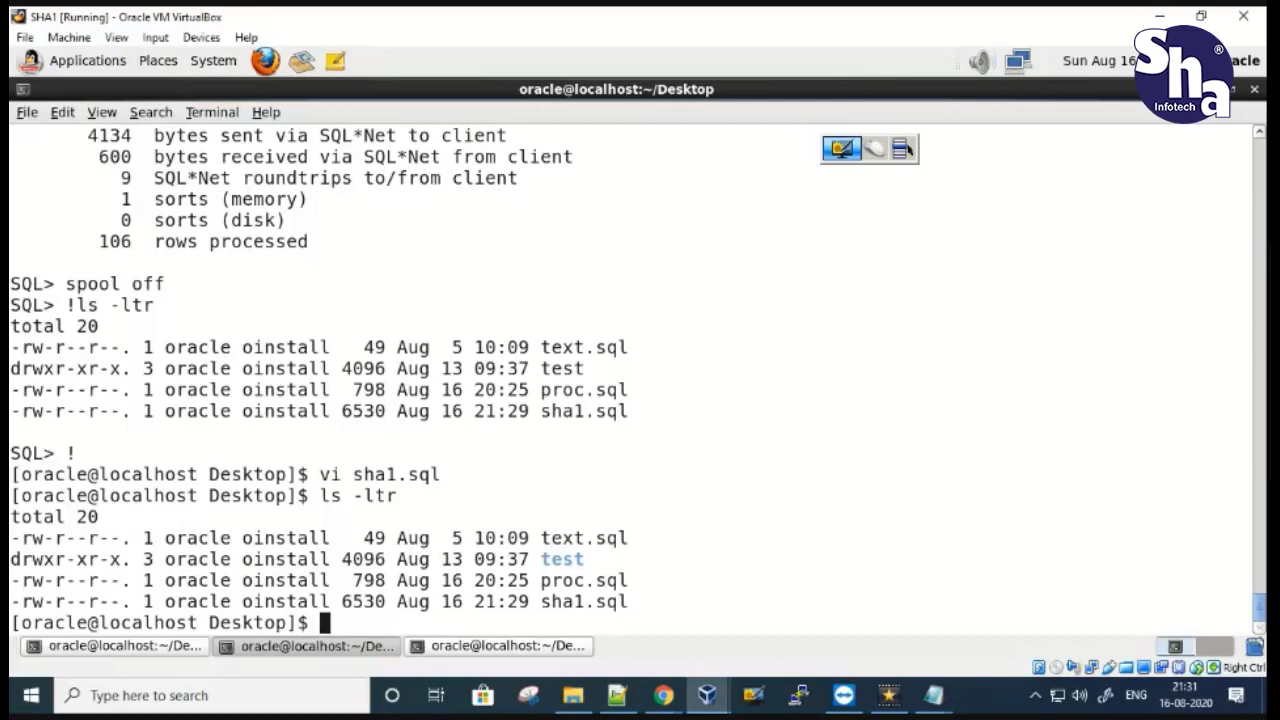 SHA1 [Running] - Oracle VM VirtualBox
File Machine View Input Devices Help
Applications Places System
Sun Aug 16
acle
Sha ®
Infotech
oracle@localhost:~/Desktop
File Edit View Search Terminal Help
4134 bytes sent via SQL*Net to client
600 bytes received via SQL*Net from client
9 SQL*Net roundtrips to/from client
1 sorts (memory)
0 sorts (disk)
106 rows processed
SQL> spool off
SQL> !ls -ltr
total 20
-rw-r--r--. 1 oracle oinstall 49 Aug 5 10:09 text.sql
drwxr-xr-x. 3 oracle oinstall 4096 Aug 13 09:37 test
-rw-r--r--. 1 oracle oinstall 798 Aug 16 20:25 proc.sql
-rw-r--r--. 1 oracle oinstall 6530 Aug 16 21:29 sha1.sql
SQL> !
[oracle@localhost Desktop]$ vi sha1.sql
[oracle@localhost Desktop]$ ls -ltr
total 20
-rw-r--r--. 1 oracle oinstall 49 Aug 5 10:09 text.sql
drwxr-xr-x. 3 oracle oinstall 4096 Aug 13 09:37 test
-rw-r--r--. 1 oracle oinstall 798 Aug 16 20:25 proc.sql
-rw-r--r--. 1 oracle oinstall 6530 Aug 16 21:29 sha1.sql
[oracle@localhost Desktop]$
oracle@localhost:~/De... oracle@localhost:~/De... oracle@localhost:~/De...
Right Ctrl
Type here to search
ENG
21:31
16-08-2020